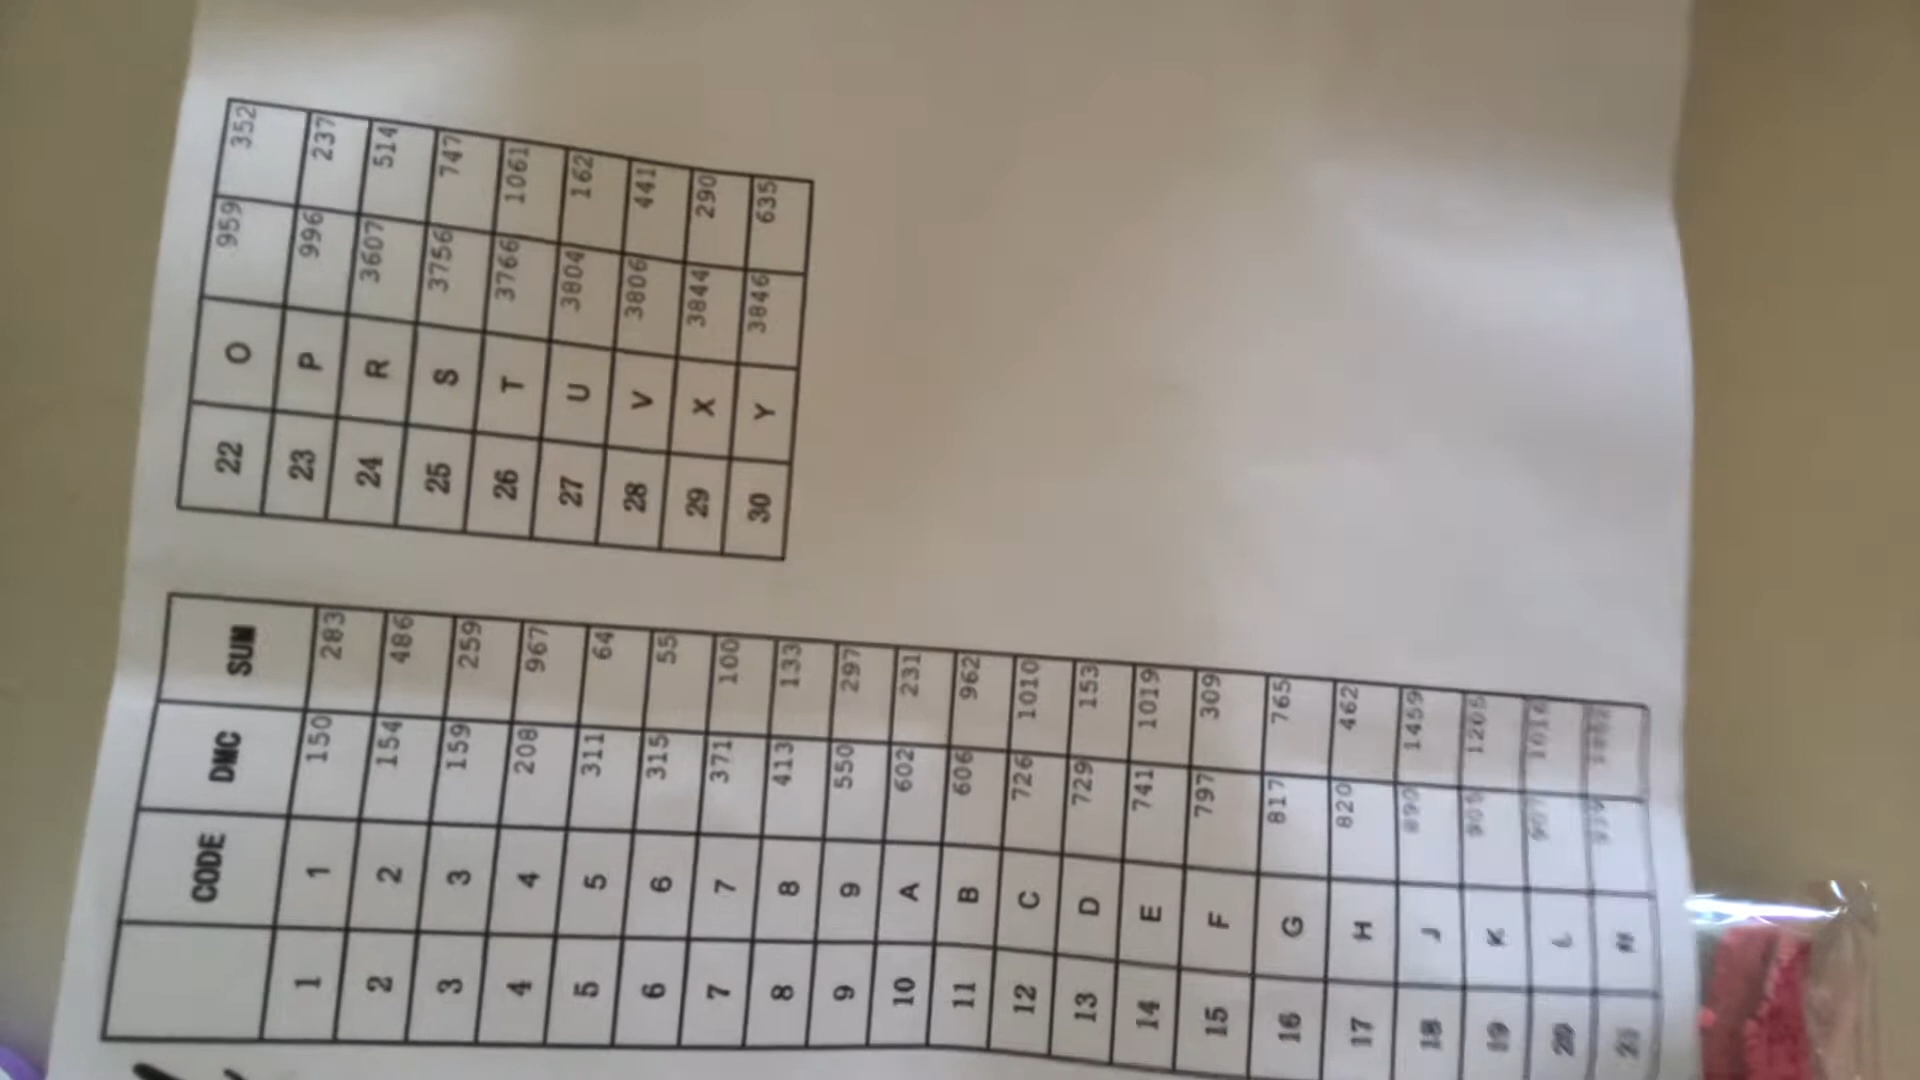 CODE DMC SUM
1 1 150 283
2 2 154 486
3 3 159 259
4 4 208 967
5 5 311 64
6 6 315 55
7 7 371 100
8 8 413 133
9 9 550 297
10 A 602 231
11 B 606 962
12 C 726 1010
13 D 729 153
14 E 741 1019
15 F 797 309
16 G 817 765
17 H 820 462
18 J 890 1459
19 K 1205
20 L
21
22 O 959 352
23 P 996 237
24 R 3607 514
25 S 3756 747
26 T 3766 1061
27 U 3804 162
28 V 3806 441
29 X 3844 290
30 Y 3846 635